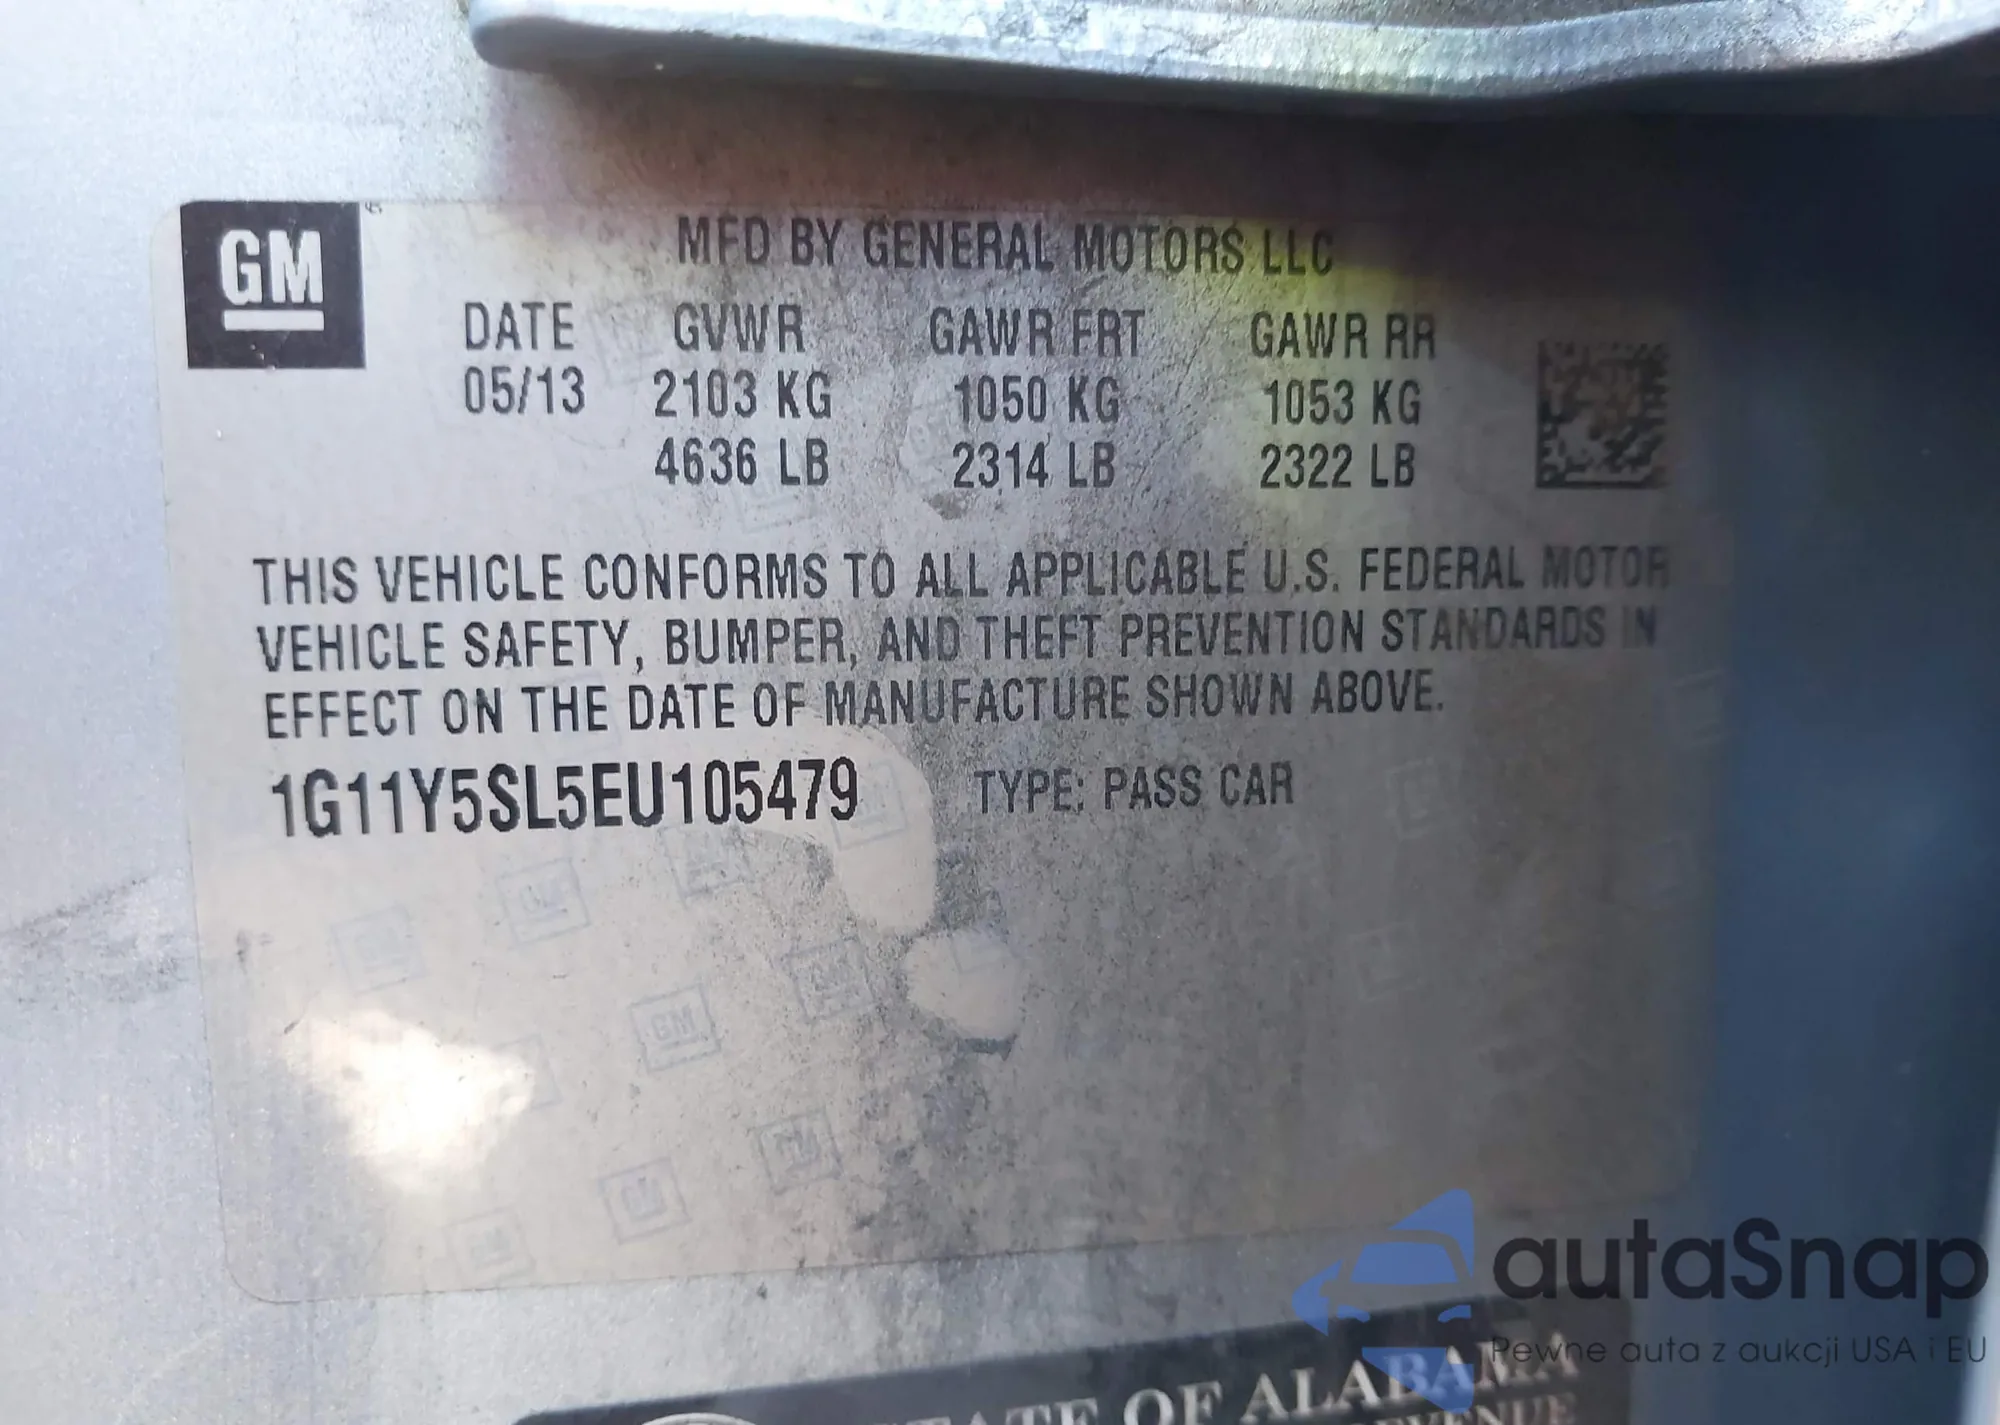 GM
MFD BY GENERAL MOTORS LLC
DATE GVWR GAWR FRT GAWR RR
05/13 2103 KG 1050 KG 1053 KG
4636 LB 2314 LB 2322 LB
THIS VEHICLE CONFORMS TO ALL APPLICABLE U.S. FEDERAL MOTOR
VEHICLE SAFETY, BUMPER, AND THEFT PREVENTION STANDARDS IN
EFFECT ON THE DATE OF MANUFACTURE SHOWN ABOVE.
1G11Y5SL5EU105479 TYPE: PASS CAR
autaSnap
Pewne auta z aukcji USA i EU
STATE OF ALABAMA